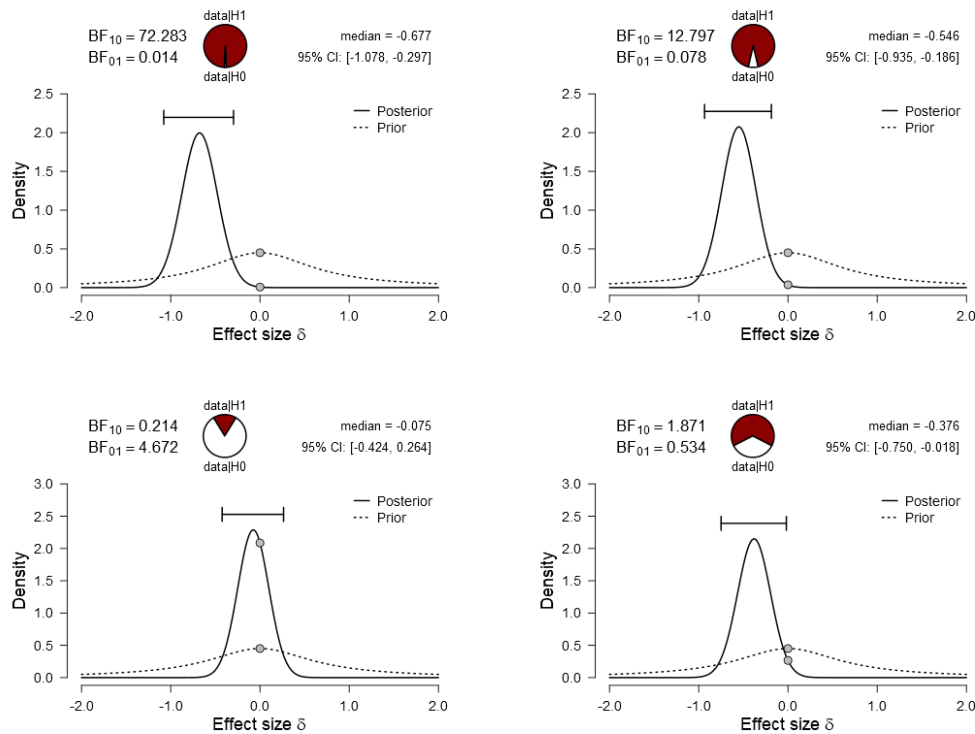 data|H1
BF10 = 72.283
BF01 = 0.014
median = -0.677
95% CI: [-1.078, -0.297]
data|H0
2.5
2.0
1.5
1.0
0.5
0.0
Density
Posterior
Prior
-2.0 -1.0 0.0 1.0 2.0
Effect size δ
data|H1
BF10 = 12.797
BF01 = 0.078
median = -0.546
95% CI: [-0.935, -0.186]
data|H0
2.5
2.0
1.5
1.0
0.5
0.0
Density
Posterior
Prior
-2.0 -1.0 0.0 1.0 2.0
Effect size δ
data|H1
BF10 = 0.214
BF01 = 4.672
median = -0.075
95% CI: [-0.424, 0.264]
data|H0
3.0
2.5
2.0
1.5
1.0
0.5
0.0
Density
Posterior
Prior
-2.0 -1.0 0.0 1.0 2.0
Effect size δ
data|H1
BF10 = 1.871
BF01 = 0.534
median = -0.376
95% CI: [-0.750, -0.018]
data|H0
3.0
2.5
2.0
1.5
1.0
0.5
0.0
Density
Posterior
Prior
-2.0 -1.0 0.0 1.0 2.0
Effect size δ